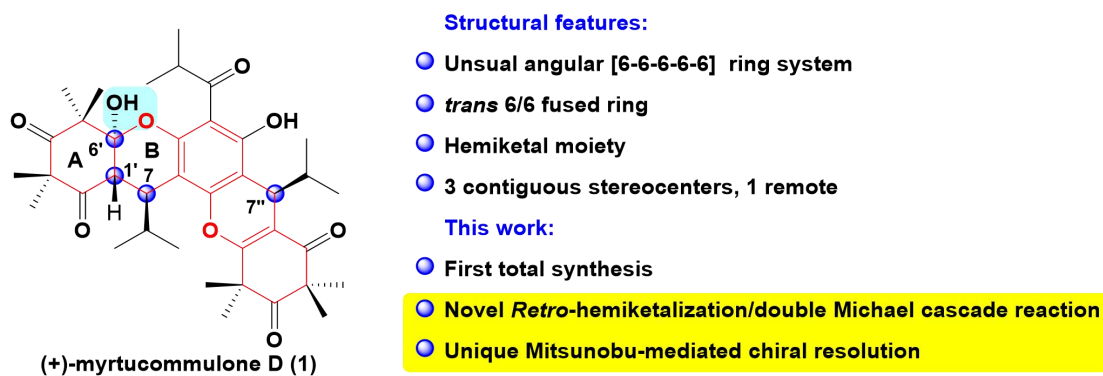 O
OH
O
O
OH
6'
B
A
1'
7
H
7"
O
O
O
O
(+)-myrtucommulone D (1)
Structural features:
Unsual angular [6-6-6-6-6] ring system
trans 6/6 fused ring
Hemiketal moiety
3 contiguous stereocenters, 1 remote
This work:
First total synthesis
Novel Retro-hemiketalization/double Michael cascade reaction
Unique Mitsunobu-mediated chiral resolution